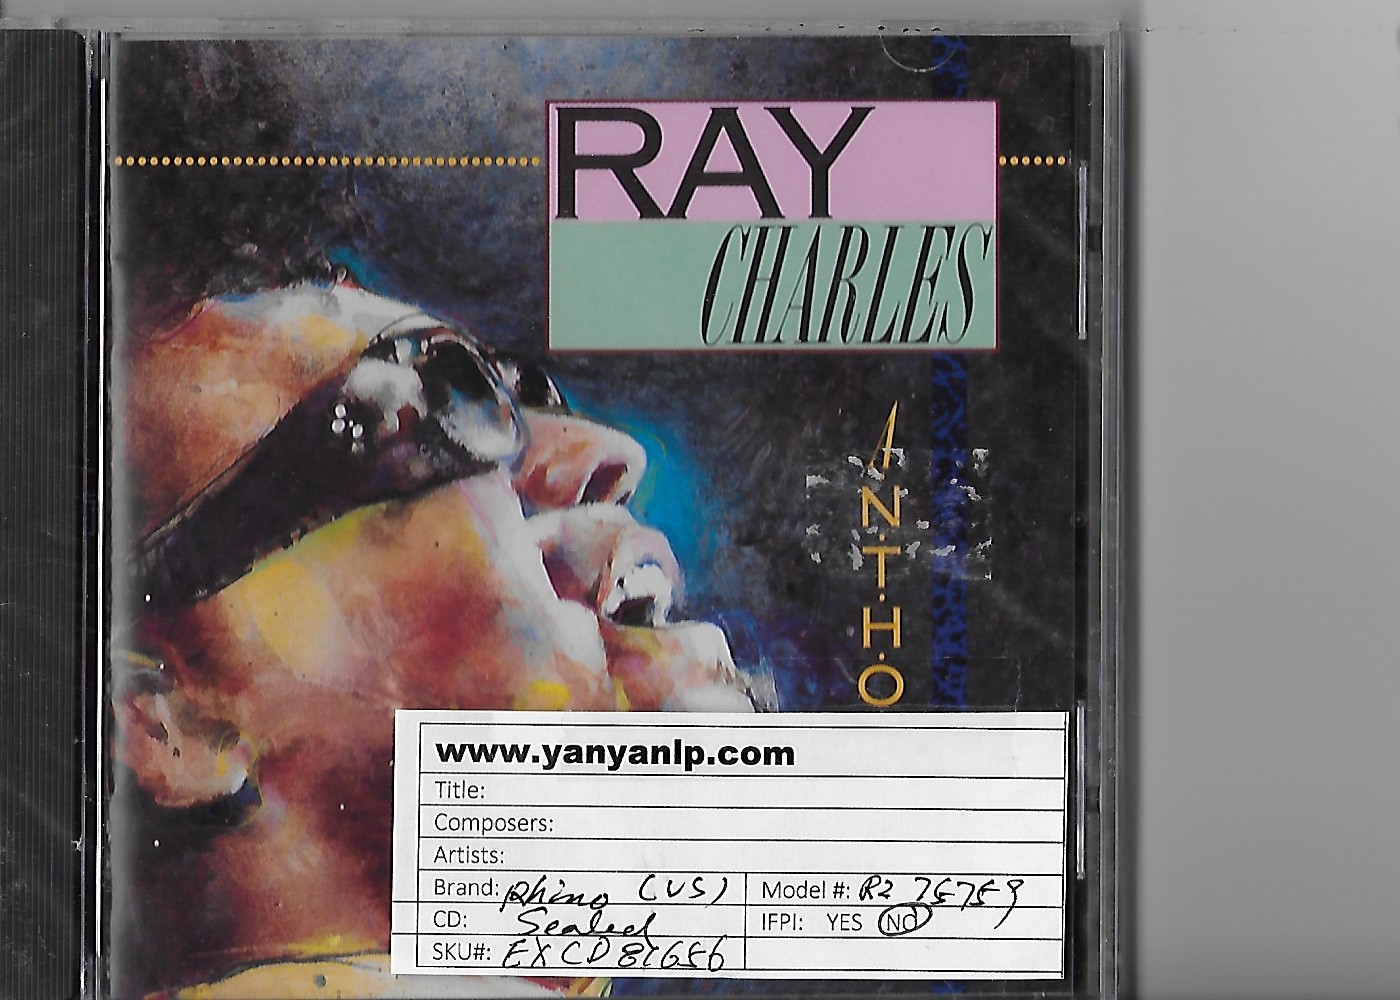 RAY
CHARLES
A·N·T·H·O
www.yanyanlp.com
Title:
Composers:
Artists:
Brand: Rhino (US) Model #: R2 75759
CD: Sealed IFPI: YES NO
SKU#: